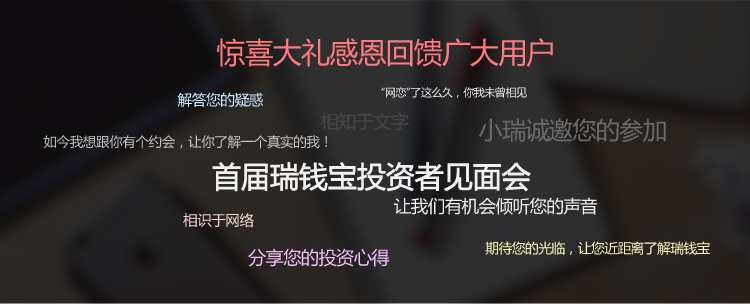 惊喜大礼感恩回馈广大用户
“网恋”了这么久，你我未曾相见
解答您的疑惑
相知于文字
小瑞诚邀您的参加
如今我想跟你有个约会，让你了解一个真实的我！
首届瑞钱宝投资者见面会
让我们有机会倾听您的声音
相识于网络
期待您的光临，让您近距离了解瑞钱宝
分享您的投资心得